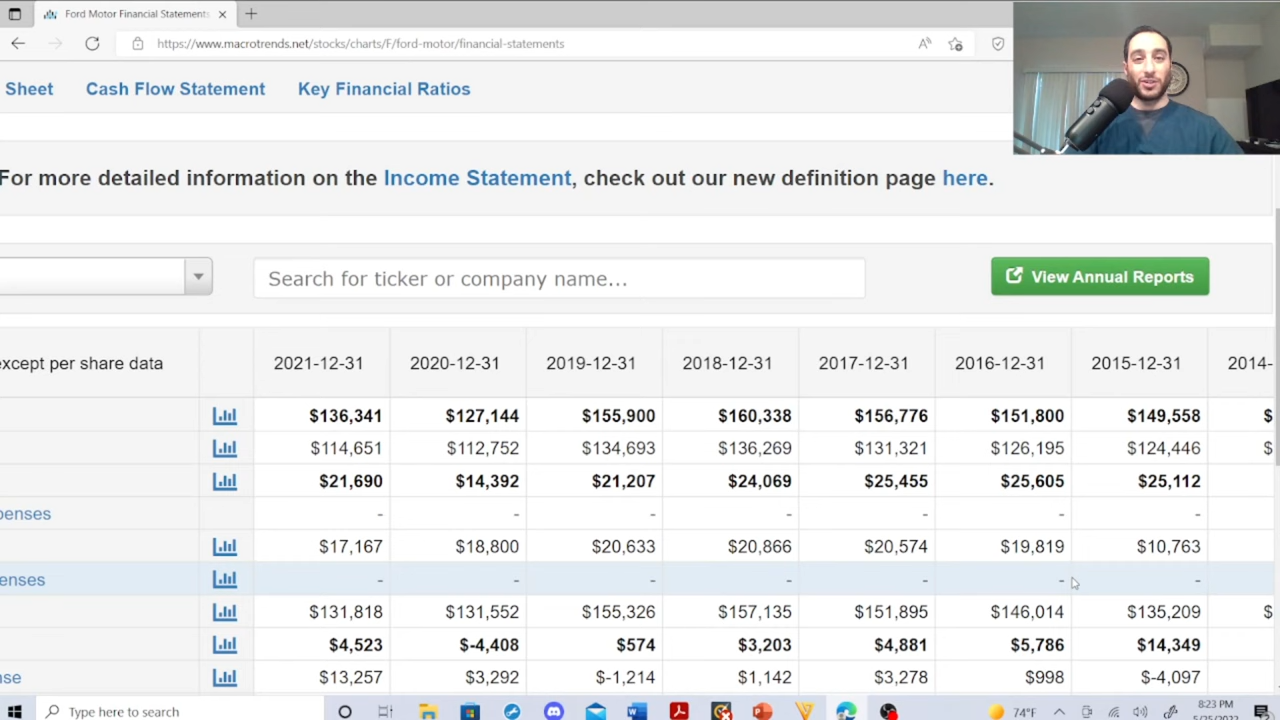 Ford Motor Financial Statements
https://www.macrotrends.net/stocks/charts/F/ford-motor/financial-statements
Sheet Cash Flow Statement Key Financial Ratios
For more detailed information on the Income Statement, check out our new definition page here.
Search for ticker or company name... View Annual Reports
except per share data 2021-12-31 2020-12-31 2019-12-31 2018-12-31 2017-12-31 2016-12-31 2015-12-31 2014-
$136,341 $127,144 $155,900 $160,338 $156,776 $151,800 $149,558 $
$114,651 $112,752 $134,693 $136,269 $131,321 $126,195 $124,446 $
$21,690 $14,392 $21,207 $24,069 $25,455 $25,605 $25,112
penses - - - - - - -
$17,167 $18,800 $20,633 $20,866 $20,574 $19,819 $10,763
enses - - - - - - -
$131,818 $131,552 $155,326 $157,135 $151,895 $146,014 $135,209 $
$4,523 $-4,408 $574 $3,203 $4,881 $5,786 $14,349
nse $13,257 $3,292 $-1,214 $1,142 $3,278 $998 $-4,097
Type here to search 74°F 8:23 PM